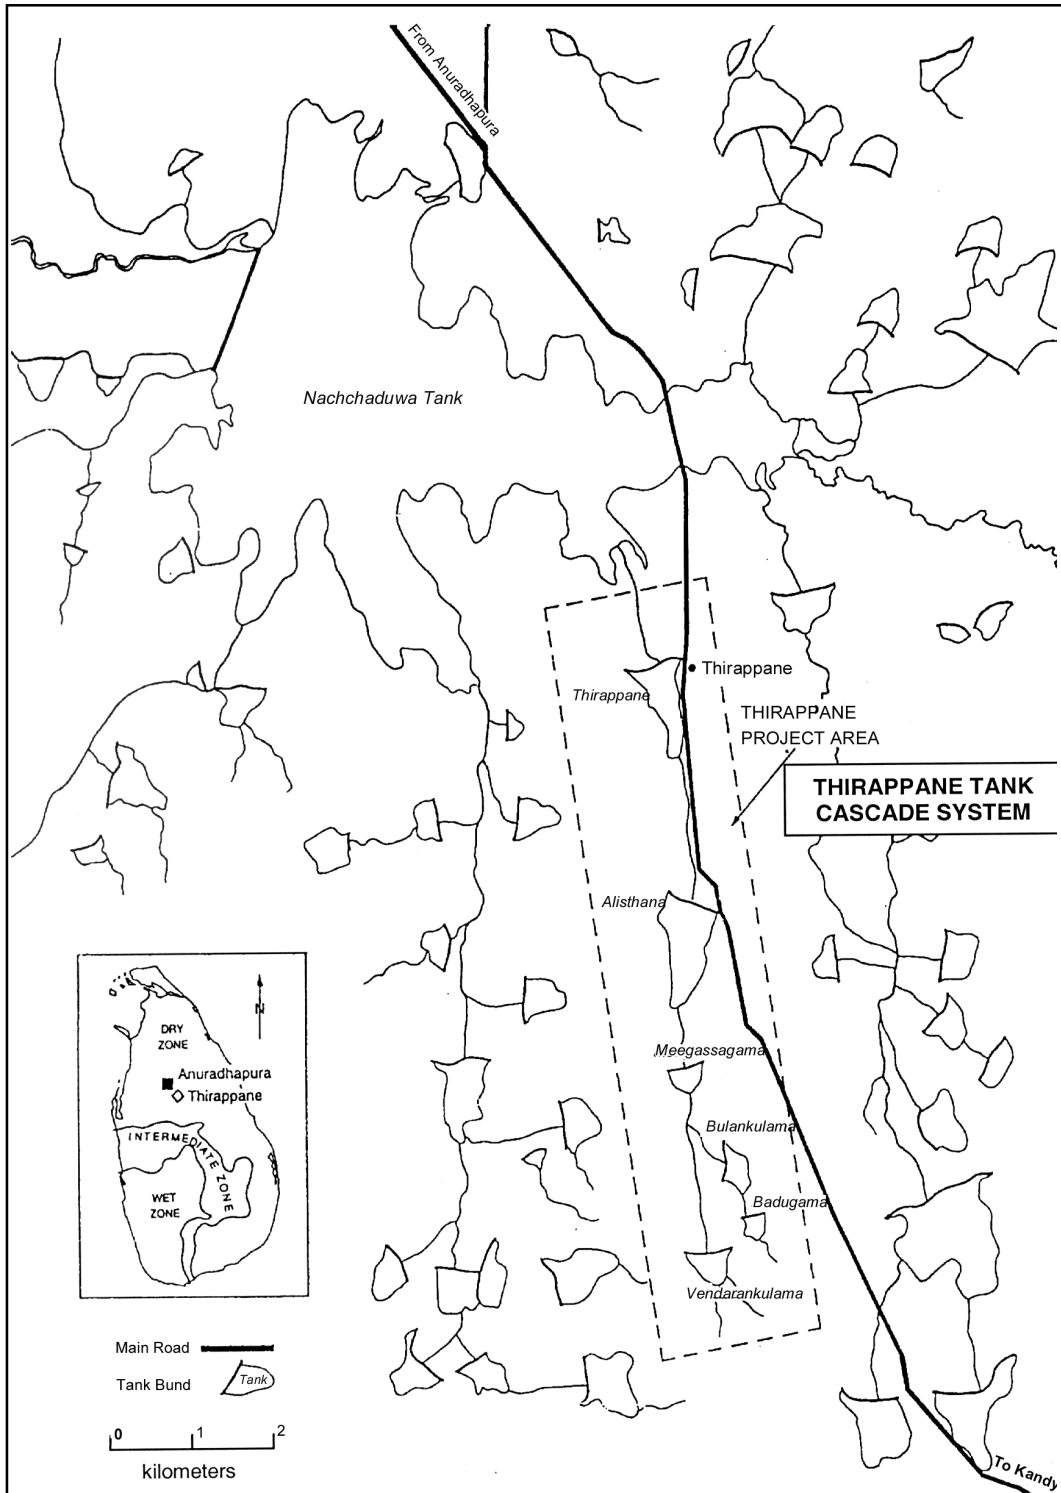 From Anuradhapura
Nachchaduwa Tank
Thirappane
Thirappane
THIRAPPANE
PROJECT AREA
THIRAPPANE TANK
CASCADE SYSTEM
Alisthana
Meegassagama
Bulankulama
Badugama
Vendarankulama
N
DRY
ZONE
Anuradhapura
Thirappane
INTERMEDIATE ZONE
WET
ZONE
Main Road
Tank Bund
Tank
0 1 2
kilometers
To Kandy